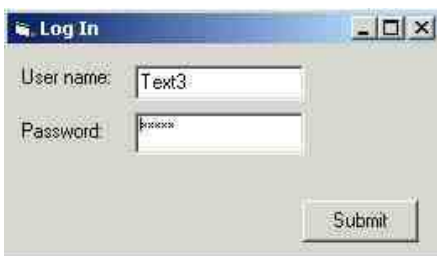 Log In
User name:
Text3
Password:
*****
Submit